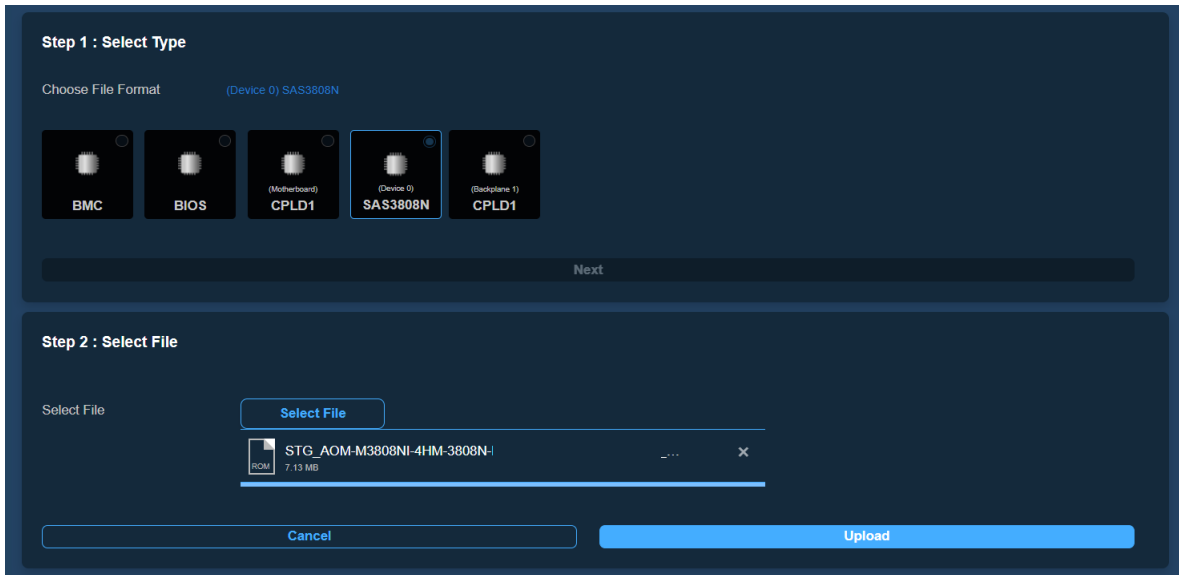 Step 1 : Select Type
Choose File Format (Device 0) SAS3808N
BMC
BIOS
(Motherboard)
CPLD1
(Device 0)
SAS3808N
(Backplane 1)
CPLD1
Next
Step 2 : Select File
Select File
Select File
STG_AOM-M3808NI-4HM-3808N- _...
ROM
7.13 MB
Cancel
Upload